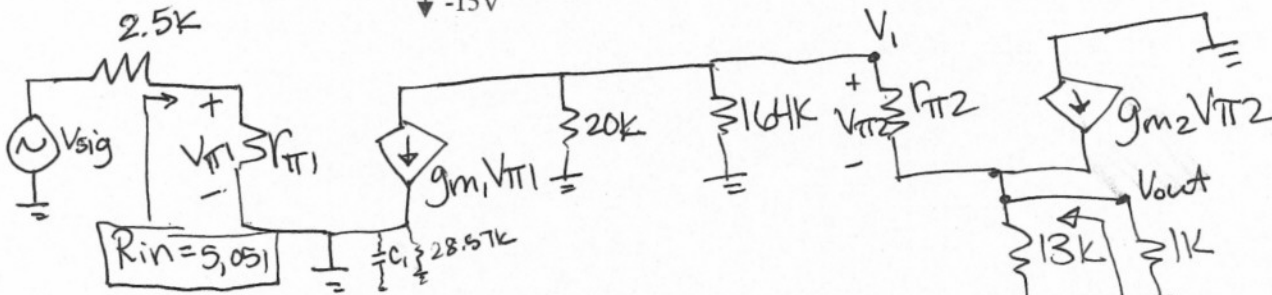 -15V
2.5K
V₁
+
Vsig
Vπ1
rπ1
−
gm1Vπ1
20K
164K
+
Vπ2
rπ2
−
gm2Vπ2
Vout
Rin=5,051
C₁
28.57K
13K
1K